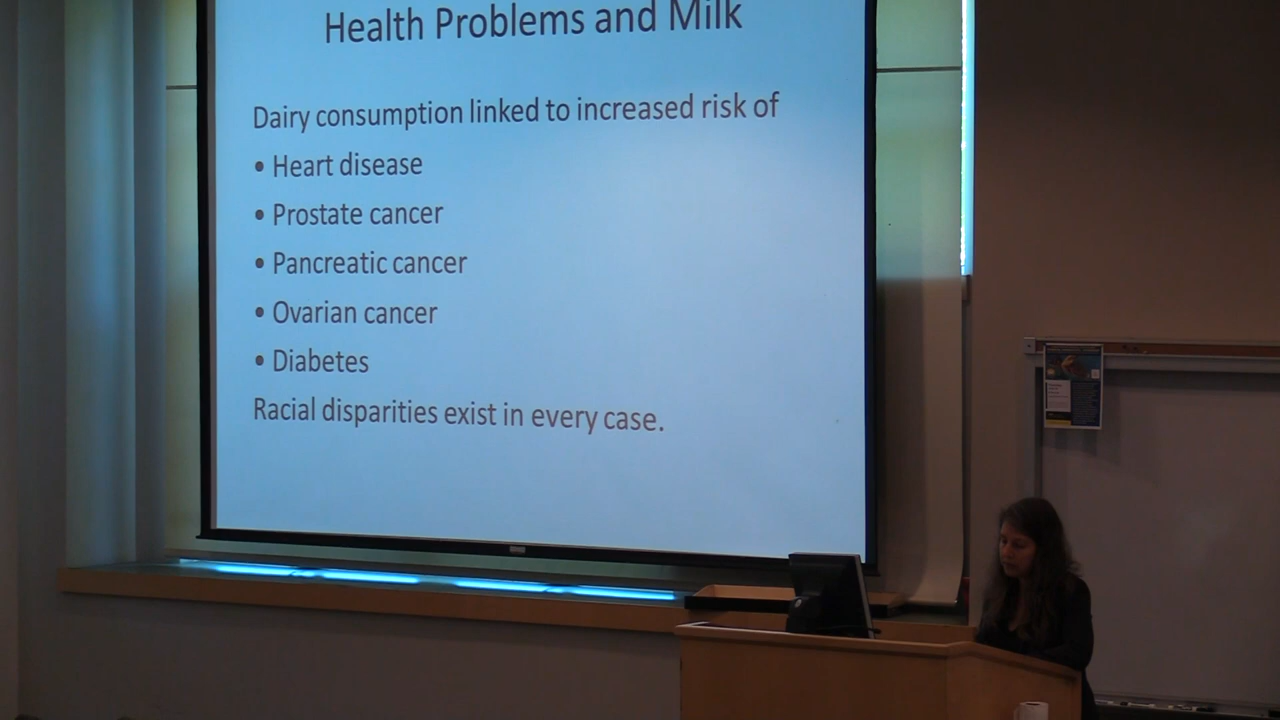 Health Problems and Milk
Dairy consumption linked to increased risk of
• Heart disease
• Prostate cancer
• Pancreatic cancer
• Ovarian cancer
• Diabetes
Racial disparities exist in every case.